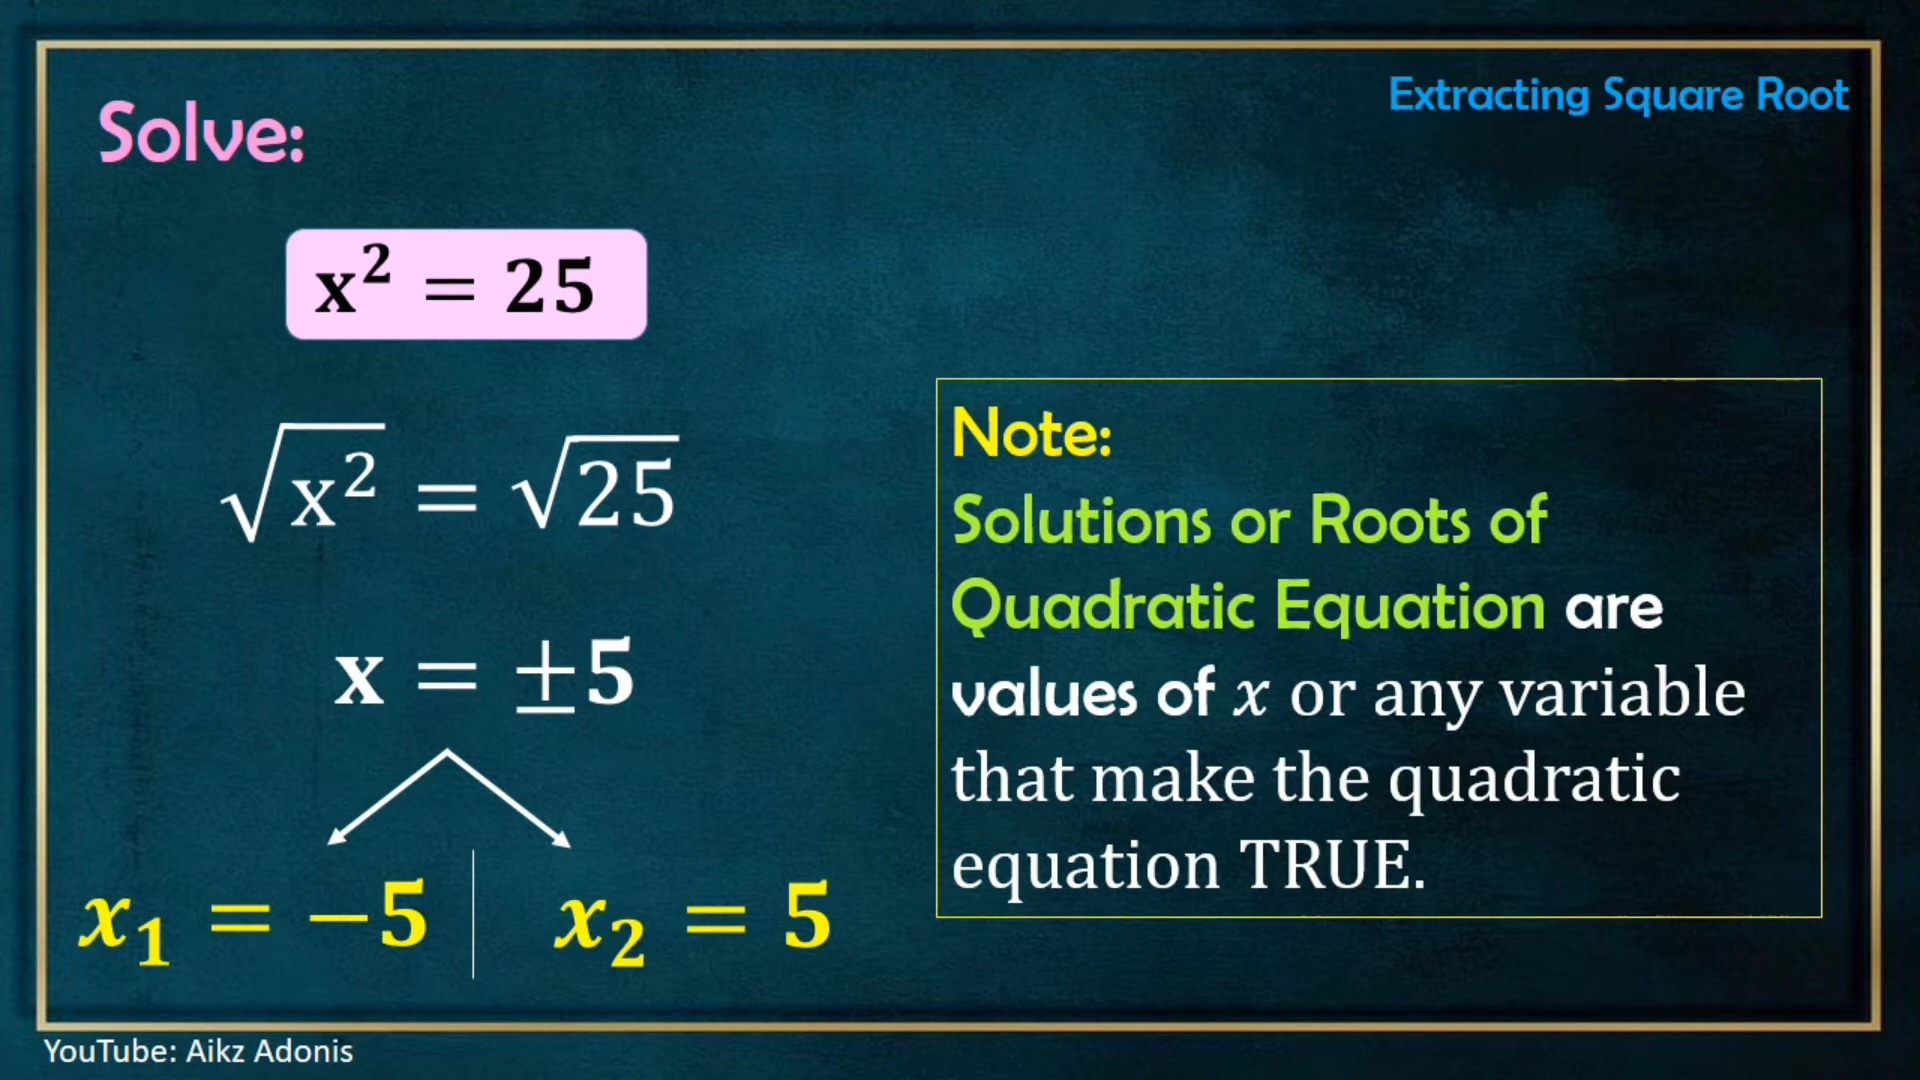 Extracting Square Root
Solve:
x² = 25
√x² = √25
x = ±5
x₁ = −5 | x₂ = 5
Note:
Solutions or Roots of
Quadratic Equation are
values of x or any variable
that make the quadratic
equation TRUE.
YouTube: Aikz Adonis